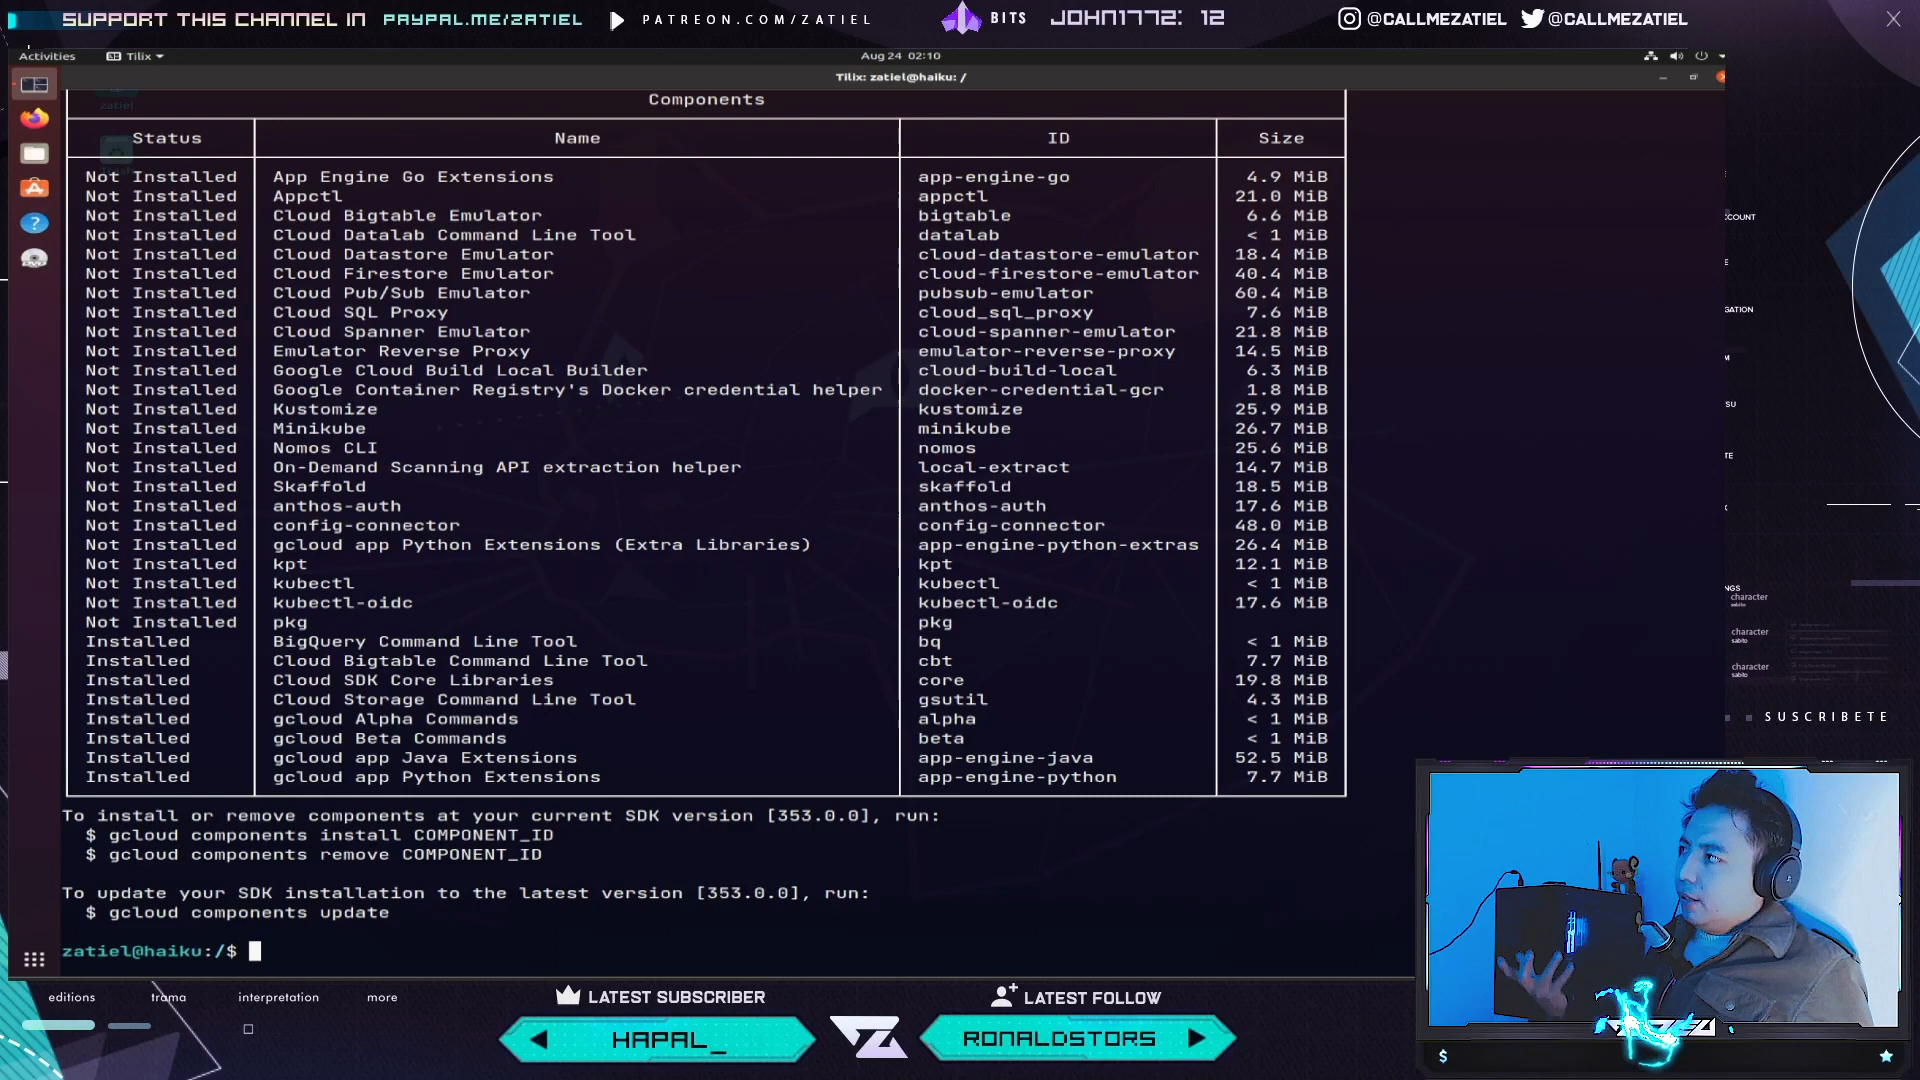 SUPPORT THIS CHANNEL IN PAYPAL.ME/ZATIEL PATREON.COM/ZATIEL BITS JOHN1772: 12 @CALLMEZATIEL @CALLMEZATIEL
Activities Tilix Aug 24 02:10
Tilix: zatiel@haiku: /
Components
Status Name ID Size
Not Installed App Engine Go Extensions app-engine-go 4.9 MiB
Not Installed Appctl appctl 21.0 MiB
Not Installed Cloud Bigtable Emulator bigtable 6.6 MiB
Not Installed Cloud Datalab Command Line Tool datalab < 1 MiB
Not Installed Cloud Datastore Emulator cloud-datastore-emulator 18.4 MiB
Not Installed Cloud Firestore Emulator cloud-firestore-emulator 40.4 MiB
Not Installed Cloud Pub/Sub Emulator pubsub-emulator 60.4 MiB
Not Installed Cloud SQL Proxy cloud_sql_proxy 7.6 MiB
Not Installed Cloud Spanner Emulator cloud-spanner-emulator 21.8 MiB
Not Installed Emulator Reverse Proxy emulator-reverse-proxy 14.5 MiB
Not Installed Google Cloud Build Local Builder cloud-build-local 6.3 MiB
Not Installed Google Container Registry's Docker credential helper docker-credential-gcr 1.8 MiB
Not Installed Kustomize kustomize 25.9 MiB
Not Installed Minikube minikube 26.7 MiB
Not Installed Nomos CLI nomos 25.6 MiB
Not Installed On-Demand Scanning API extraction helper local-extract 14.7 MiB
Not Installed Skaffold skaffold 18.5 MiB
Not Installed anthos-auth anthos-auth 17.6 MiB
Not Installed config-connector config-connector 48.0 MiB
Not Installed gcloud app Python Extensions (Extra Libraries) app-engine-python-extras 26.4 MiB
Not Installed kpt kpt 12.1 MiB
Not Installed kubectl kubectl < 1 MiB
Not Installed kubectl-oidc kubectl-oidc 17.6 MiB
Not Installed pkg pkg
Installed BigQuery Command Line Tool bq < 1 MiB
Installed Cloud Bigtable Command Line Tool cbt 7.7 MiB
Installed Cloud SDK Core Libraries core 19.8 MiB
Installed Cloud Storage Command Line Tool gsutil 4.3 MiB
Installed gcloud Alpha Commands alpha < 1 MiB
Installed gcloud Beta Commands beta < 1 MiB
Installed gcloud app Java Extensions app-engine-java 52.5 MiB
Installed gcloud app Python Extensions app-engine-python 7.7 MiB
To install or remove components at your current SDK version [353.0.0], run:
$ gcloud components install COMPONENT_ID
$ gcloud components remove COMPONENT_ID
To update your SDK installation to the latest version [353.0.0], run:
$ gcloud components update
zatiel@haiku:/$
zatiel
CCOUNT
GATION
SU
TE
NGS
character
sabito
character
sabito
character
sabito
SUSCRIBETE
editions trama interpretation more
LATEST SUBSCRIBER
HAPAL_
LATEST FOLLOW
RONALDSTORS
$